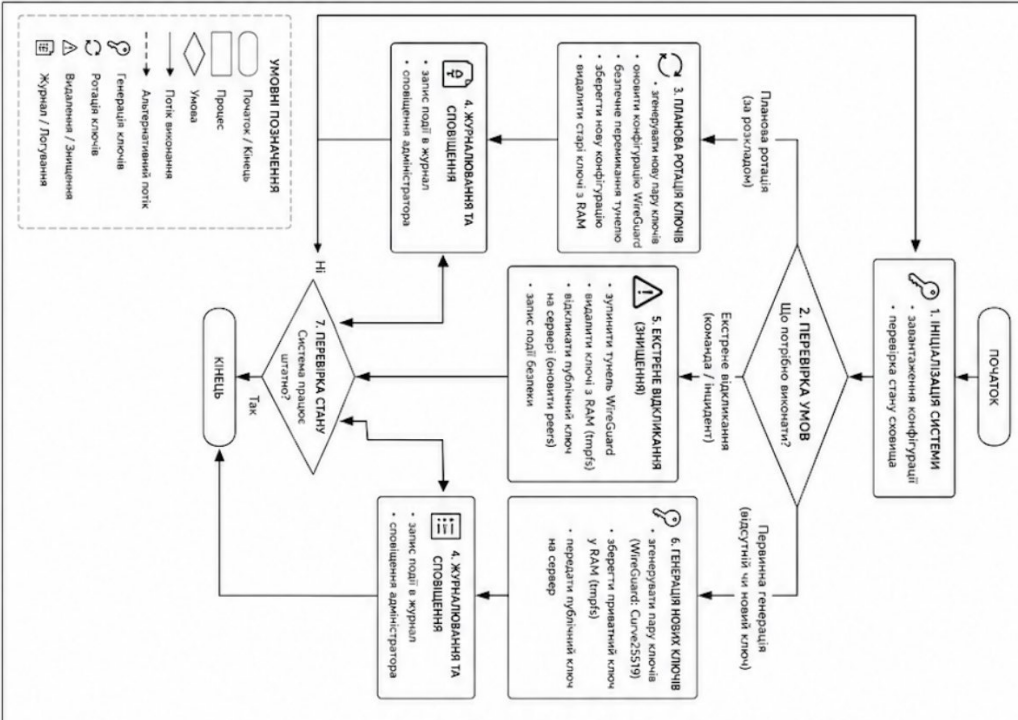 ПОЧАТОК
1. ІНІЦІАЛІЗАЦІЯ СИСТЕМИ
• завантаження конфігурації
• перевірка стану сховища
2. ПЕРЕВІРКА УМОВ
Що потрібно виконати?
Планова ротація
(за розкладом)
Екстрене відкликання
(команда / інцидент)
Первинна генерація
(відсутній чи новий ключ)
3. ПЛАНОВА РОТАЦІЯ КЛЮЧІВ
• згенерувати нову пару ключів
• оновити конфігурацію WireGuard
• безпечне перемикання тунелю
• зберегти нову конфігурацію
• видалити старі ключі з RAM
5. ЕКСТРЕНЕ ВІДКЛИКАННЯ
(ЗНИЩЕННЯ)
• зупинити тунель WireGuard
• видалити ключі з RAM (tmpfs)
• відкликати публічний ключ
на сервері (оновити peers)
• запис події безпеки
6. ГЕНЕРАЦІЯ НОВИХ КЛЮЧІВ
• згенерувати пару ключів
(WireGuard: Curve25519)
• зберегти приватний ключ
у RAM (tmpfs)
• передати публічний ключ
на сервер
4. ЖУРНАЛЮВАННЯ ТА
СПОВІЩЕННЯ
• запис події в журнал
• сповіщення адміністратора
4. ЖУРНАЛЮВАННЯ ТА
СПОВІЩЕННЯ
• запис події в журнал
• сповіщення адміністратора
Ні
7. ПЕРЕВІРКА СТАНУ
Система працює
штатно?
Так
КІНЕЦЬ
УМОВНІ ПОЗНАЧЕННЯ
Початок / Кінець
Процес
Умова
Потік виконання
Альтернативний потік
Генерація ключів
Ротація ключів
Видалення / Знищення
Журнал / Логування